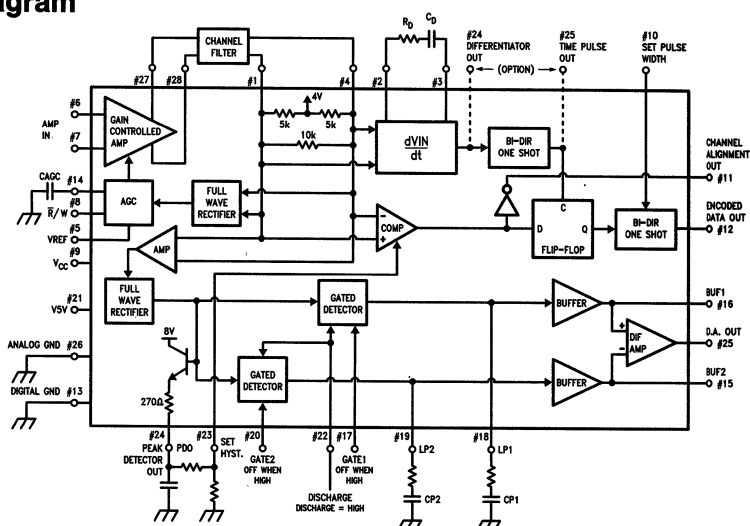 agram
CHANNEL
FILTER
RD
CD
#24
DIFFERENTIATOR
OUT
(OPTION)
#25
TIME PULSE
OUT
#10
SET PULSE
WIDTH
#27
#28
#1
#4
#2
#3
#6
AMP
IN
#7
GAIN
CONTROLLED
AMP
4V
5k
5k
10k
dVIN
dt
BI-DIR
ONE SHOT
CHANNEL
ALIGNMENT
OUT
#11
CAGC
#14
#8
R/W
#5
VREF
#9
VCC
AGC
FULL
WAVE
RECTIFIER
AMP
−
COMP
+
C
D
Q
FLIP-FLOP
BI-DIR
ONE SHOT
ENCODED
DATA OUT
#12
#21
V5V
FULL
WAVE
RECTIFIER
GATED
DETECTOR
BUFFER
BUF1
#16
ANALOG GND
#26
8V
GATED
DETECTOR
+
DIF
AMP
−
D.A. OUT
#25
BUFFER
BUF2
#15
DIGITAL GND
#13
270Ω
#24
PDO
PEAK
DETECTOR
OUT
#23
SET
HYST.
#20
GATE2
OFF WHEN
HIGH
#22
#17
GATE1
OFF WHEN
HIGH
DISCHARGE
DISCHARGE = HIGH
#19
LP2
CP2
#18
LP1
CP1